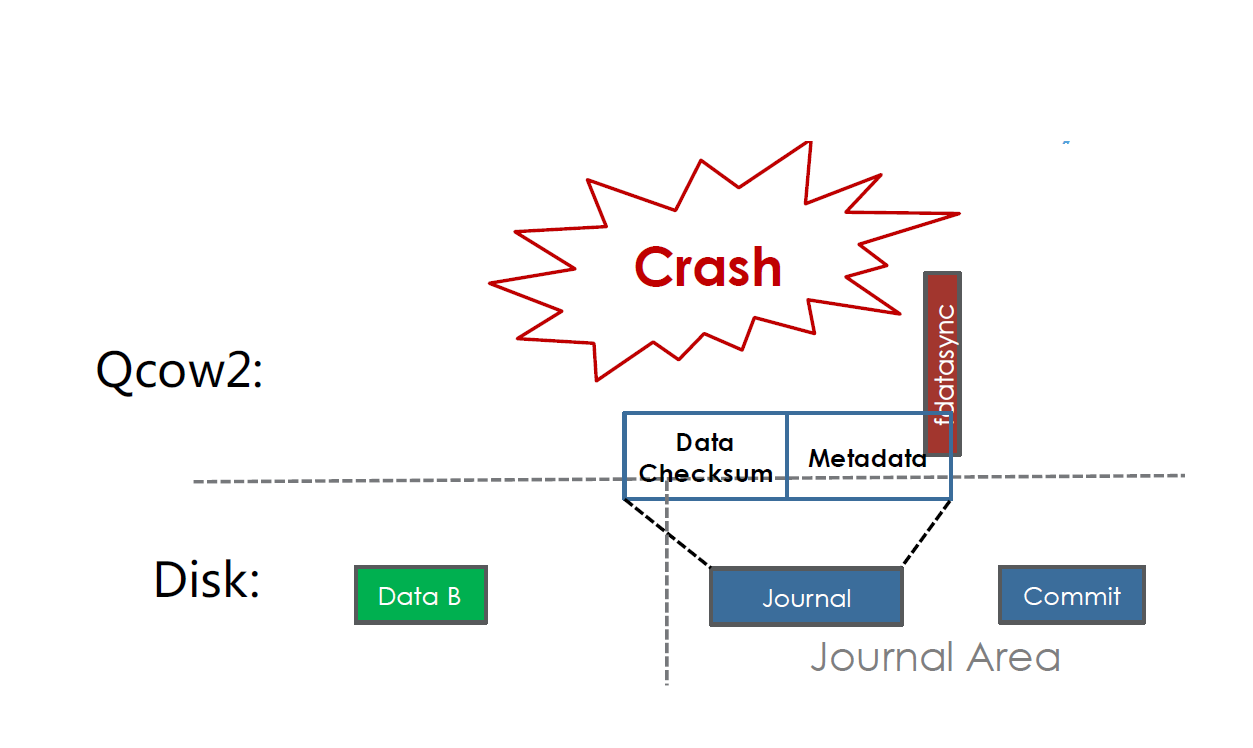 Crash
fdatasync
Qcow2:
Data
Checksum
Metadata
Disk:
Data B
Journal
Commit
Journal Area